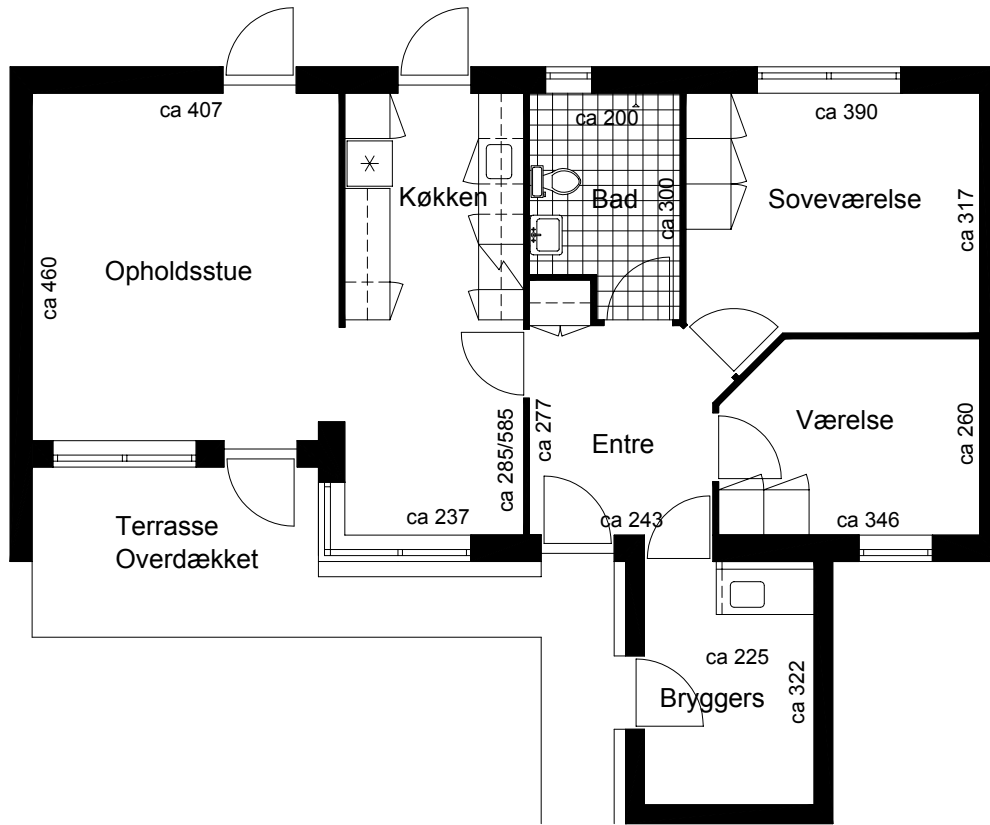 ca 407
ca 200
ca 390
Køkken
Bad
ca 300
Soveværelse
ca 317
ca 460
Opholdsstue
ca 285/585
ca 277
Entre
Værelse
ca 260
Terrasse
Overdækket
ca 237
ca 243
ca 346
ca 225
Bryggers
ca 322